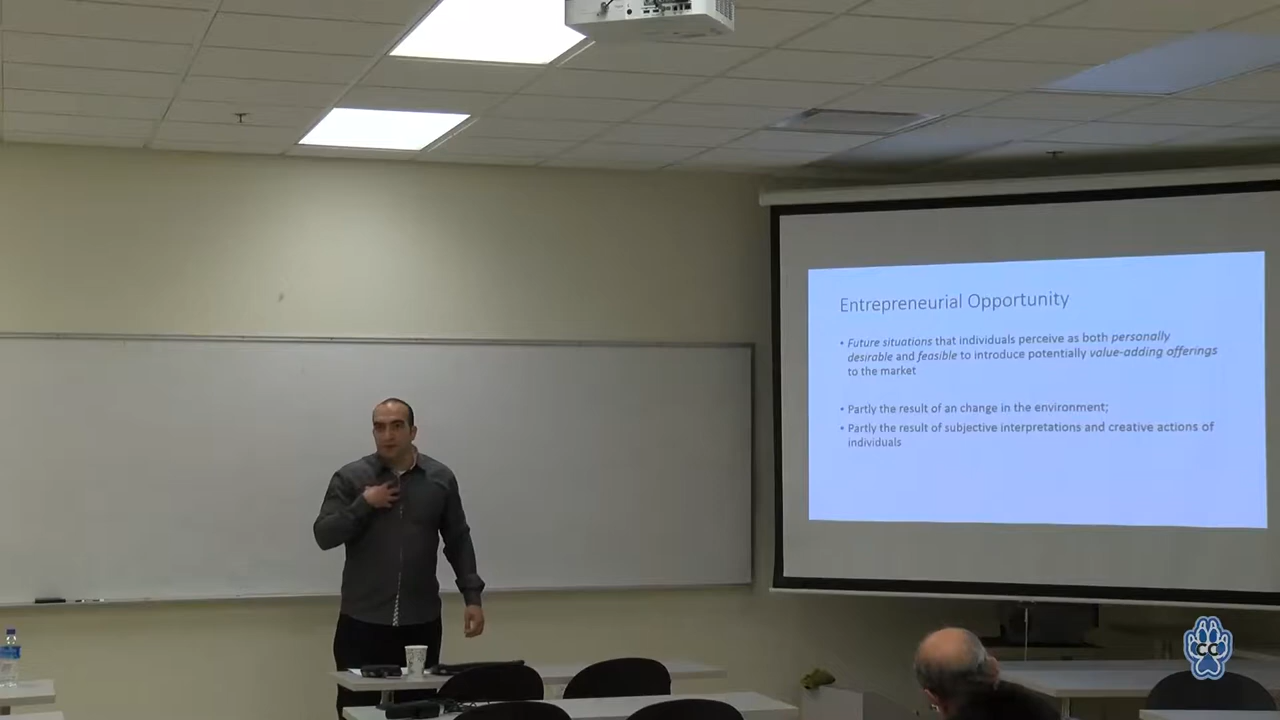 Entrepreneurial Opportunity
• Future situations that individuals perceive as both personally
desirable and feasible to introduce potentially value-adding offerings
to the market
• Partly the result of an change in the environment;
• Partly the result of subjective interpretations and creative actions of
individuals
CC